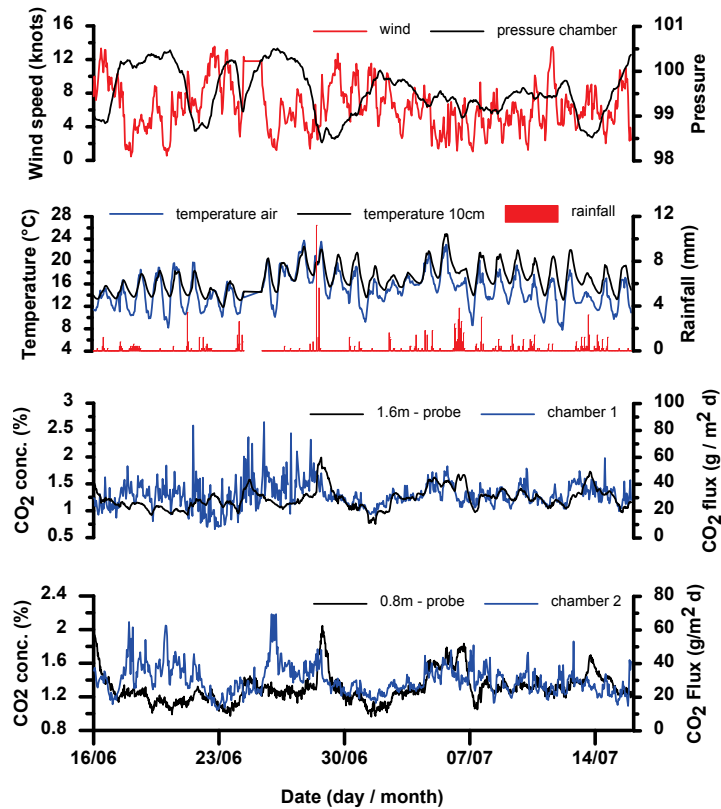 wind
pressure chamber
Wind speed (knots)
16
12
8
4
0
101
100
99
98
Pressure
temperature air
temperature 10cm
rainfall
Temperature (°C)
28
24
20
16
12
8
4
12
8
4
0
Rainfall (mm)
1.6m - probe
chamber 1
CO2 conc. (%)
3
2.5
2
1.5
1
0.5
100
80
60
40
20
0
CO2 flux (g / m2 d)
0.8m - probe
chamber 2
CO2 conc. (%)
2.4
2
1.6
1.2
0.8
80
60
40
20
0
CO2 Flux (g/m2 d)
16/06
23/06
30/06
07/07
14/07
Date (day / month)